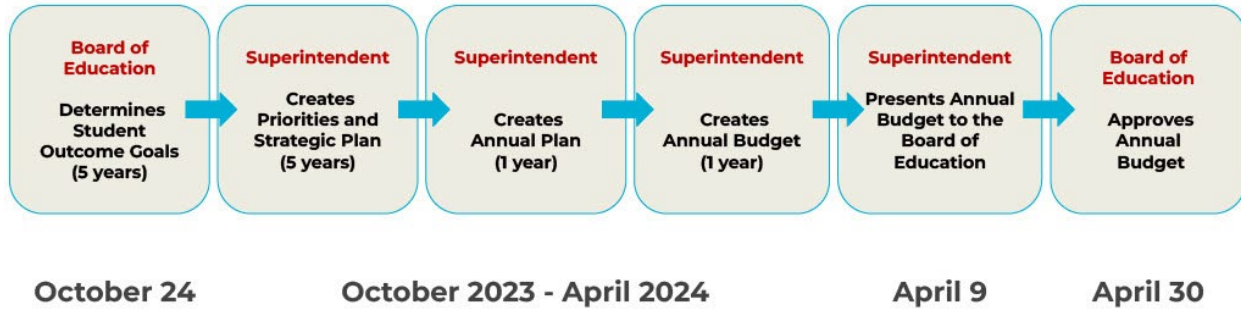 Board of
Education
Determines
Student
Outcome Goals
(5 years)
Superintendent
Creates
Priorities and
Strategic Plan
(5 years)
Superintendent
Creates
Annual Plan
(1 year)
Superintendent
Creates
Annual Budget
(1 year)
Superintendent
Presents Annual
Budget to the
Board of
Education
Board of
Education
Approves
Annual
Budget
October 24
October 2023 - April 2024
April 9
April 30